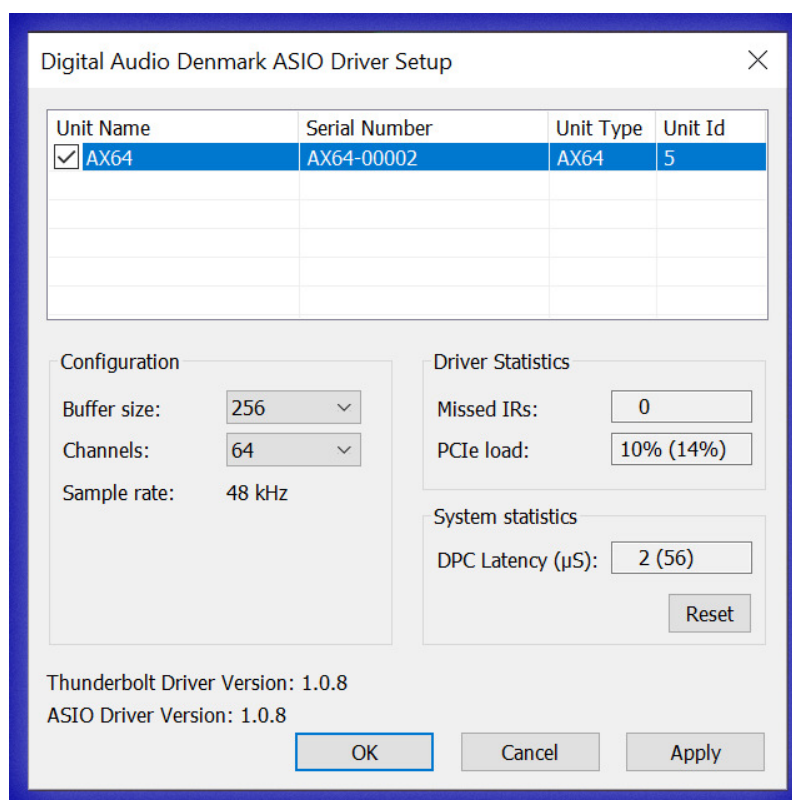 Digital Audio Denmark ASIO Driver Setup
Unit Name Serial Number Unit Type Unit Id
AX64 AX64-00002 AX64 5
Configuration
Buffer size: 256
Channels: 64
Sample rate: 48 kHz
Driver Statistics
Missed IRs: 0
PCIe load: 10% (14%)
System statistics
DPC Latency (µS): 2 (56)
Reset
Thunderbolt Driver Version: 1.0.8
ASIO Driver Version: 1.0.8
OK Cancel Apply